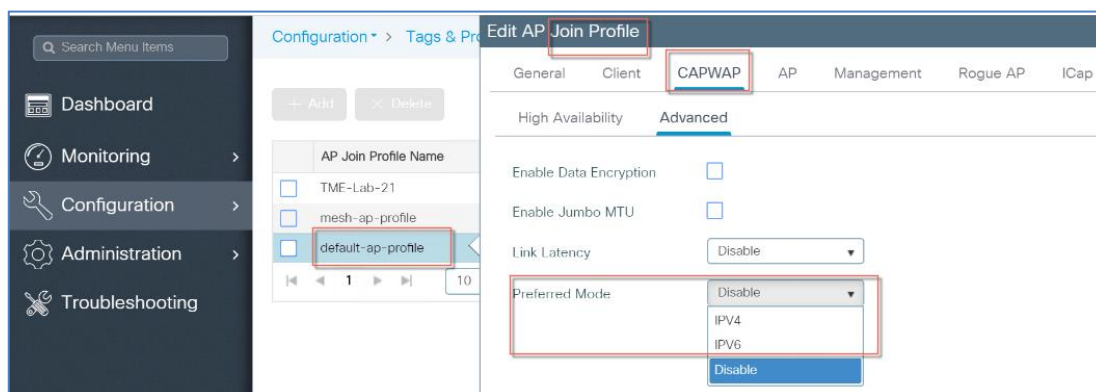 Search Menu Items
Dashboard
Monitoring
Configuration
Administration
Troubleshooting
Configuration > Tags & Pro
+ Add
× Delete
AP Join Profile Name
TME-Lab-21
mesh-ap-profile
default-ap-profile
1
10
Edit AP Join Profile
General Client CAPWAP AP Management Rogue AP ICap
High Availability Advanced
Enable Data Encryption
Enable Jumbo MTU
Link Latency Disable
Preferred Mode Disable
IPV4
IPV6
Disable